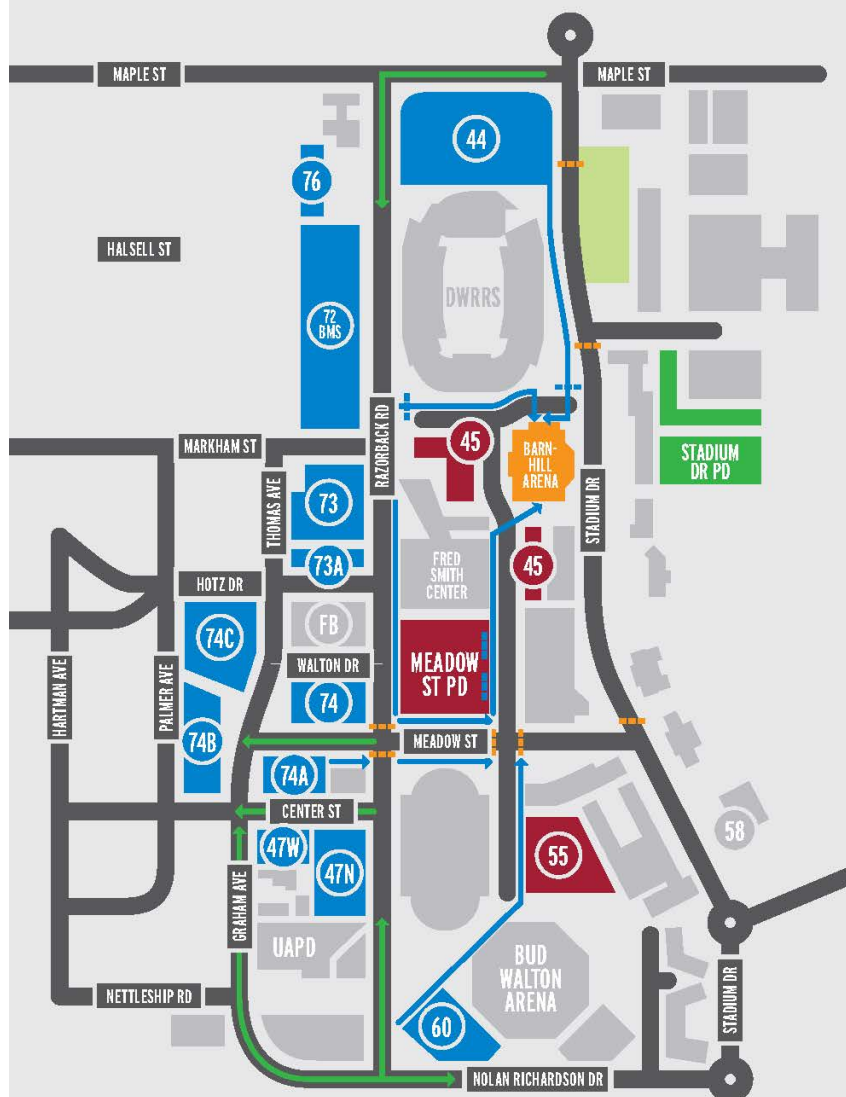 MAPLE ST
MAPLE ST
44
76
HALSELL ST
DWRRS
72
BMS
RAZORBACK RD
MARKHAM ST
45
BARN-
HILL
ARENA
STADIUM
DR PD
THOMAS AVE
73
STADIUM DR
73A
FRED
SMITH
CENTER
45
HOTZ DR
74C
FB
WALTON DR
MEADOW
ST PD
HARTMAN AVE
PALMER AVE
74
74B
MEADOW ST
74A
CENTER ST
58
47W
55
47N
GRAHAM AVE
UAPD
BUD
WALTON
ARENA
NETTLESHIP RD
60
STADIUM DR
NOLAN RICHARDSON DR